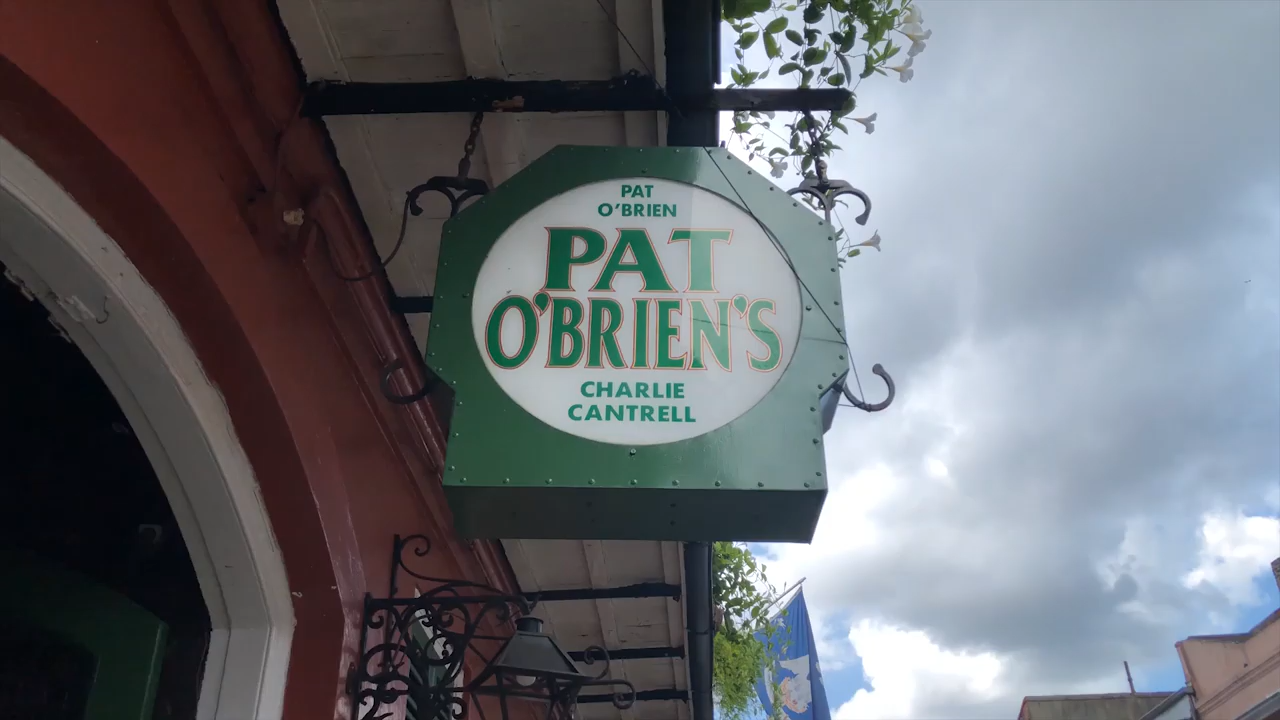 PAT
O'BRIEN
PAT
O'BRIEN'S
CHARLIE
CANTRELL